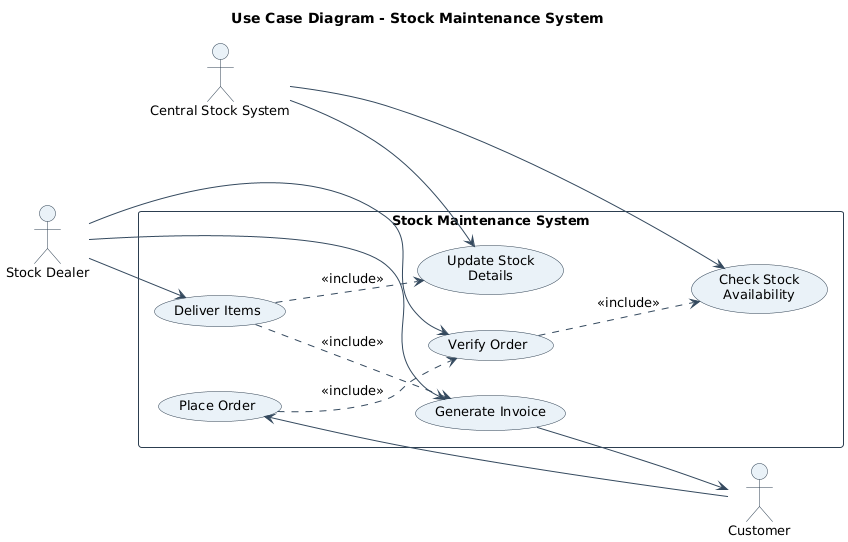 Use Case Diagram - Stock Maintenance System
Central Stock System
Stock Dealer
Stock Maintenance System
Update Stock
Details
Check Stock
Availability
«include»
«include»
Deliver Items
Verify Order
«include»
«include»
Place Order
Generate Invoice
Customer